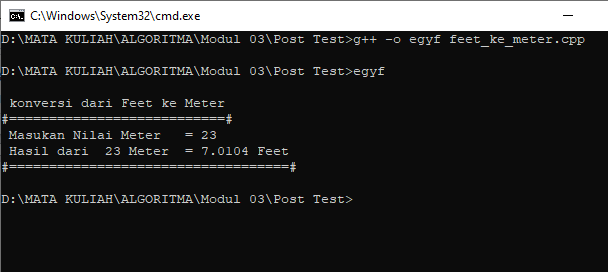 C:\Windows\System32\cmd.exe
D:\MATA KULIAH\ALGORITMA\Modul 03\Post Test>g++ -o egyf feet_ke_meter.cpp
D:\MATA KULIAH\ALGORITMA\Modul 03\Post Test>egyf
konversi dari Feet ke Meter
#===========================#
Masukan Nilai Meter   = 23
Hasil dari  23 Meter  = 7.0104 Feet
#===================================#
D:\MATA KULIAH\ALGORITMA\Modul 03\Post Test>